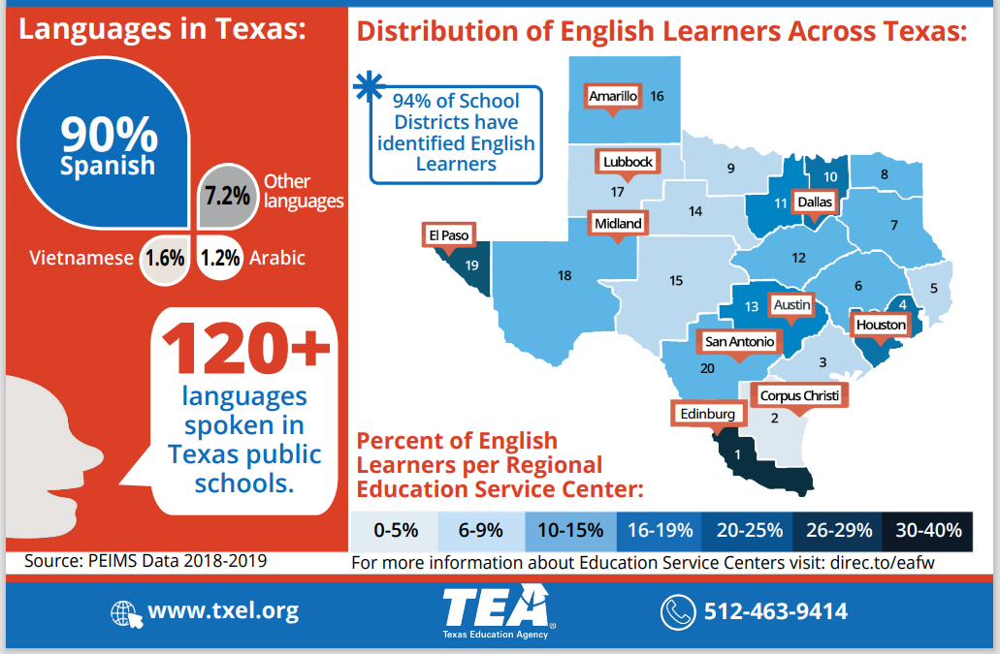 Languages in Texas:
90%
Spanish
7.2%
Other
languages
Vietnamese
1.6%
1.2%
Arabic
120+
languages
spoken in
Texas public
schools.
Source: PEIMS Data 2018-2019
Distribution of English Learners Across Texas:
94% of School
Districts have
identified English
Learners
Amarillo
16
Lubbock
17
9
14
Midland
El Paso
19
18
15
10
11
Dallas
8
7
12
6
5
4
13
Austin
Houston
San Antonio
20
3
Corpus Christi
2
Edinburg
1
Percent of English
Learners per Regional
Education Service Center:
0-5%
6-9%
10-15%
16-19%
20-25%
26-29%
30-40%
For more information about Education Service Centers visit: direc.to/eafw
www.txel.org
TEA®
Texas Education Agency
512-463-9414